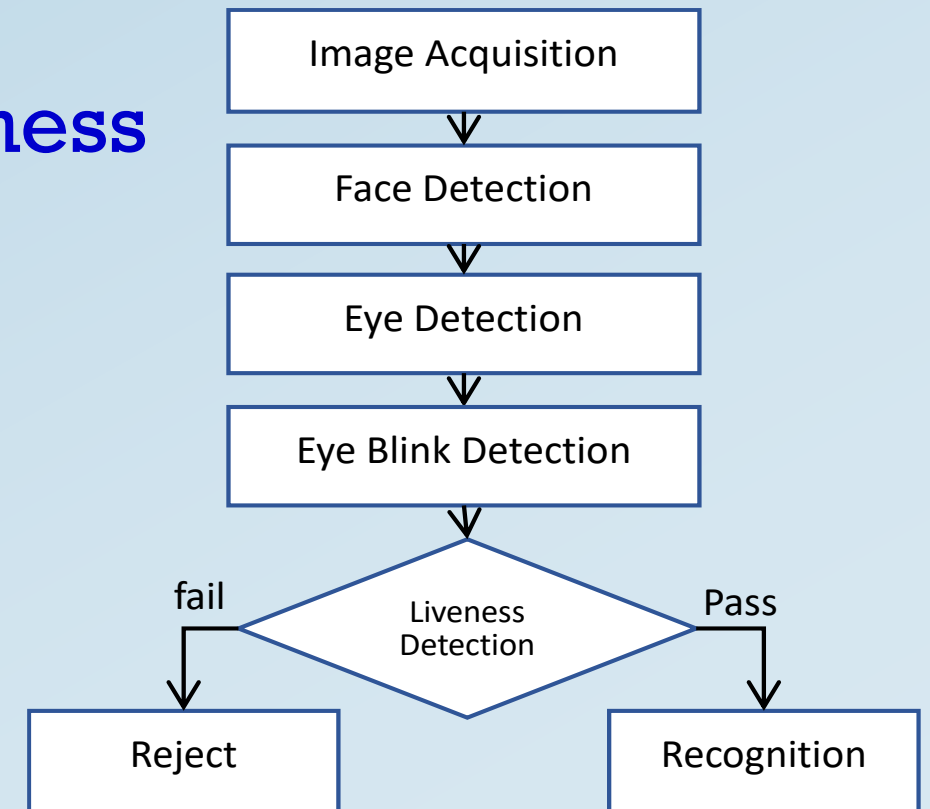 Image Acquisition
ness
Face Detection
Eye Detection
Eye Blink Detection
fail
Pass
Liveness
Detection
Reject
Recognition